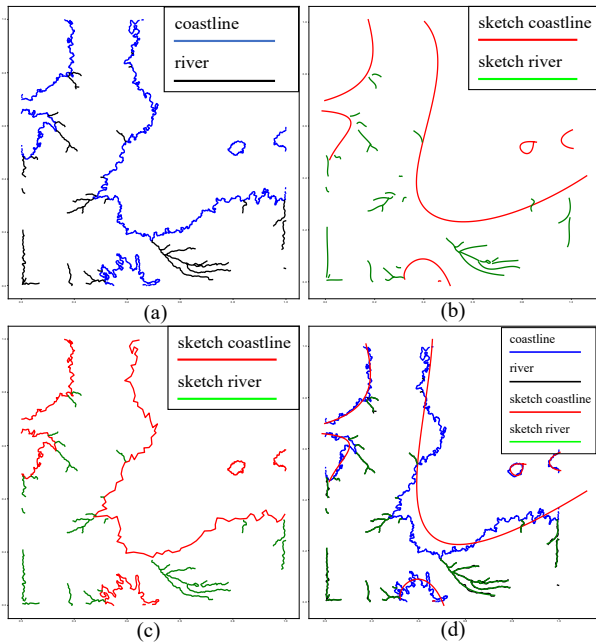 coastline
river
(a)
sketch coastline
sketch river
(b)
sketch coastline
sketch river
(c)
coastline
river
sketch coastline
sketch river
(d)